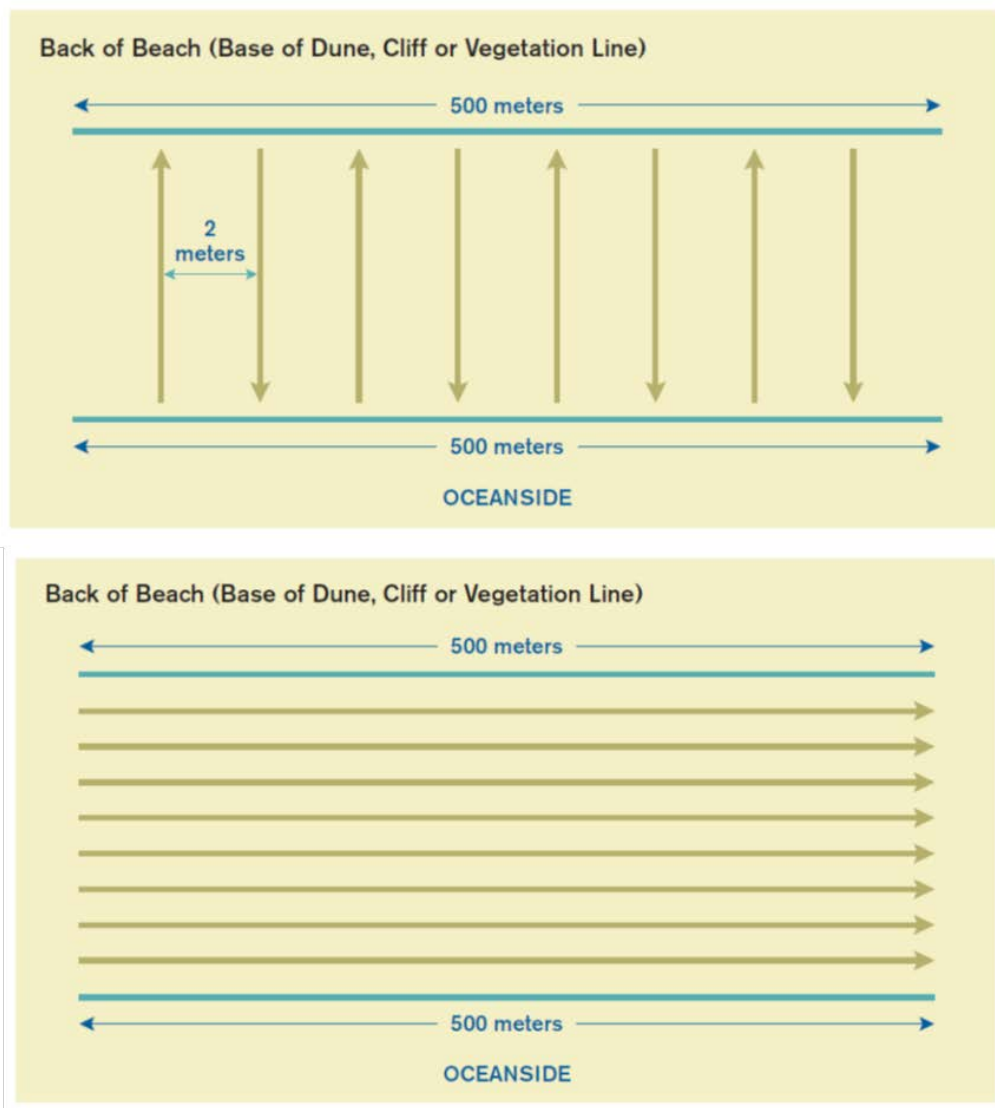 Back of Beach (Base of Dune, Cliff or Vegetation Line)
500 meters
2
meters
500 meters
OCEANSIDE
Back of Beach (Base of Dune, Cliff or Vegetation Line)
500 meters
500 meters
OCEANSIDE